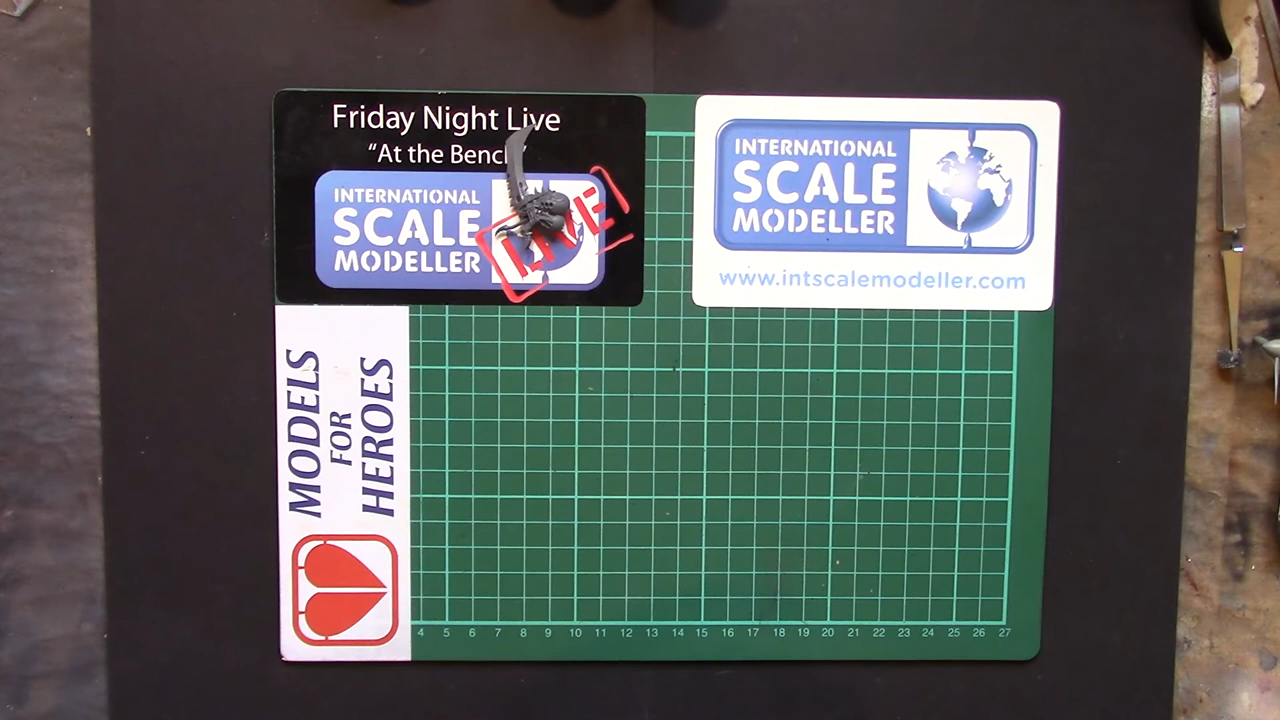 Friday Night Live
"At the Bench"
INTERNATIONAL
SCALE
MODELLER
LIVE!
INTERNATIONAL
SCALE
MODELLER
www.intscalemodeller.com
MODELS
FOR
HEROES
4 5 6 7 8 9 10 11 12 13 14 15 16 17 18 19 20 21 22 23 24 25 26 27